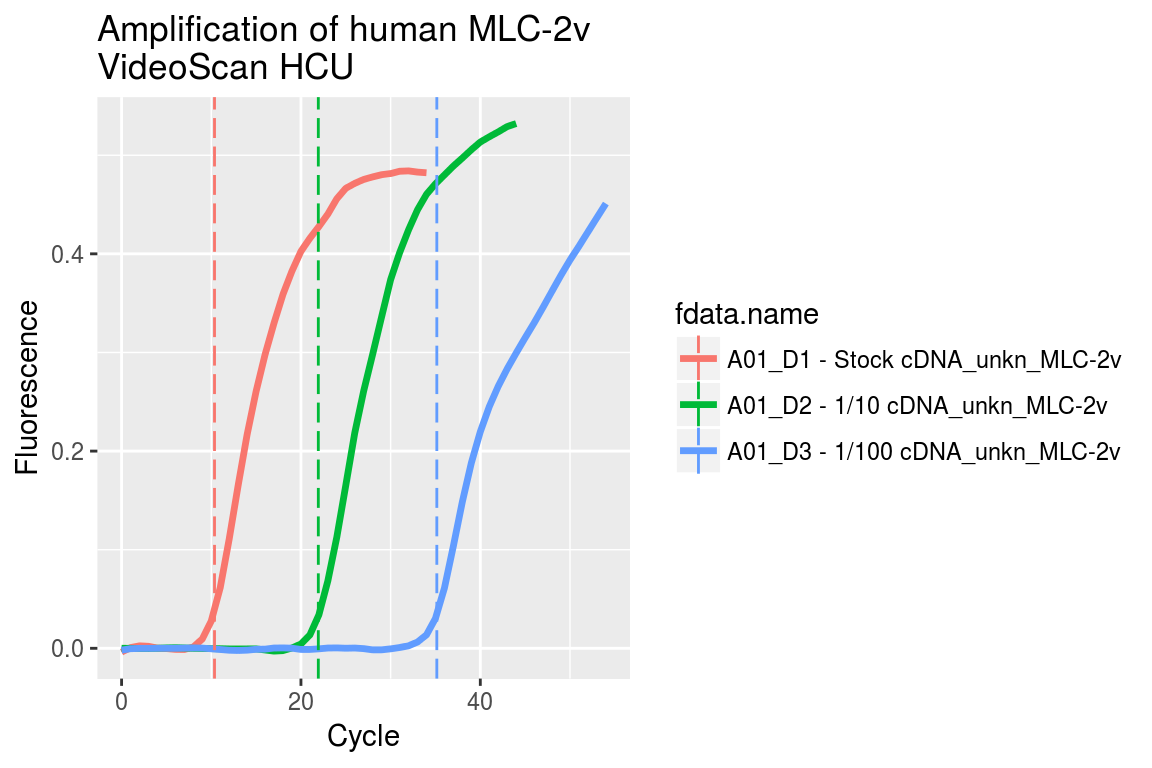 Amplification of human MLC-2v
VideoScan HCU
Fluorescence
0.4
0.2
0.0
0
20
40
Cycle
fdata.name
A01_D1 - Stock cDNA_unkn_MLC-2v
A01_D2 - 1/10 cDNA_unkn_MLC-2v
A01_D3 - 1/100 cDNA_unkn_MLC-2v